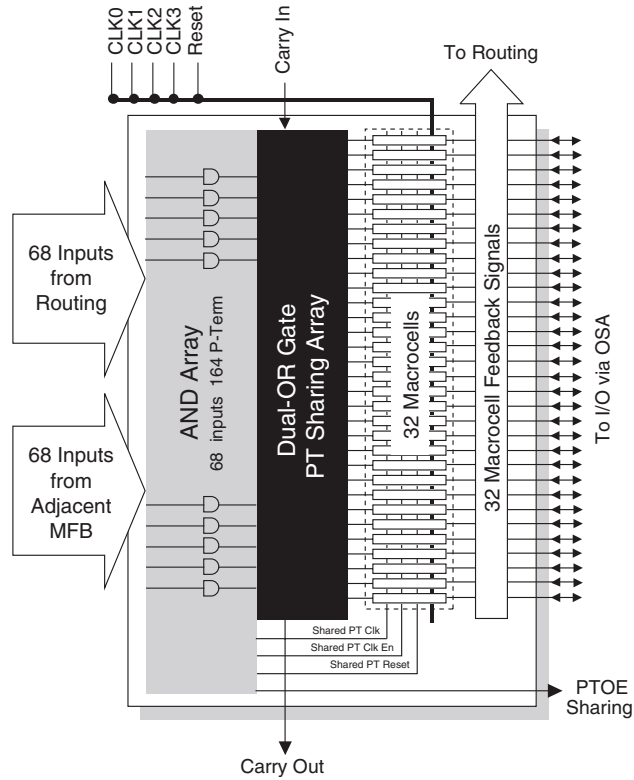 CLK0
CLK1
CLK2
CLK3
Reset
Carry In
To Routing
68 Inputs
from
Routing
68 Inputs
from
Adjacent
MFB
AND Array
68 inputs 164 P-Term
Dual-OR Gate
PT Sharing Array
32 Macrocells
32 Macrocell Feedback Signals
To I/O via OSA
Shared PT Clk
Shared PT Clk En
Shared PT Reset
PTOE
Sharing
Carry Out